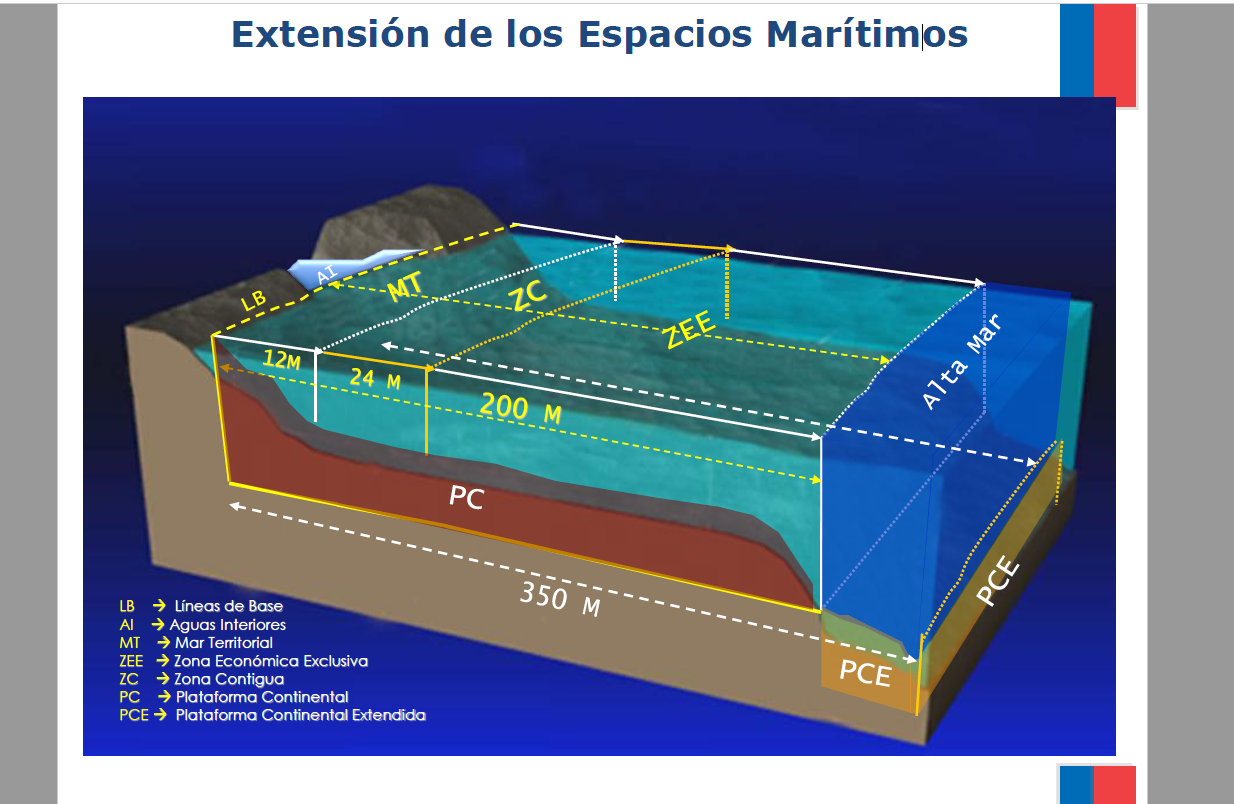 Extensión de los Espacios Marítimos
AI
LB
MT
ZC
ZEE
Alta Mar
12M
24 M
200 M
PC
350 M
PCE
PCE
LB → Líneas de Base
AI → Aguas Interiores
MT → Mar Territorial
ZEE → Zona Económica Exclusiva
ZC → Zona Contigua
PC → Plataforma Continental
PCE → Plataforma Continental Extendida